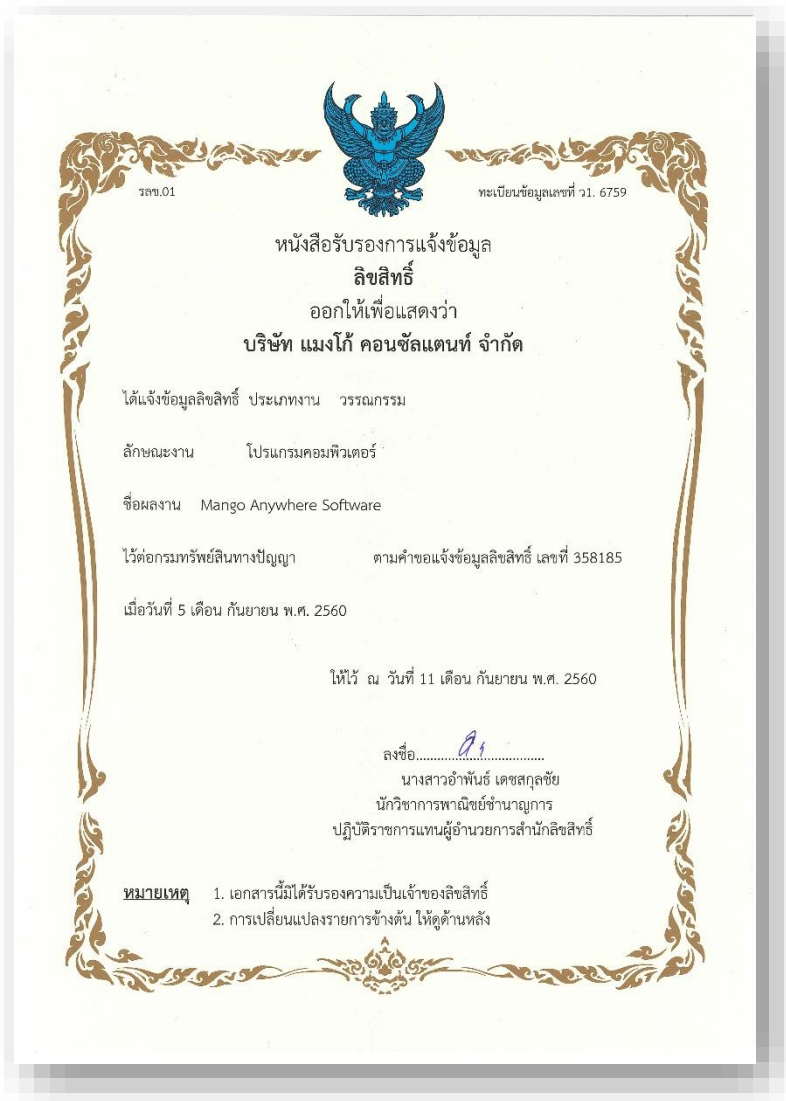 รลข.01
ทะเบียนข้อมูลเลขที่ ว1. 6759
หนังสือรับรองการแจ้งข้อมูล
ลิขสิทธิ์
ออกให้เพื่อแสดงว่า
บริษัท แมงโก้ คอนซัลแตนท์ จำกัด
ได้แจ้งข้อมูลลิขสิทธิ์ ประเภทงาน วรรณกรรม
ลักษณะงาน โปรแกรมคอมพิวเตอร์
ชื่อผลงาน Mango Anywhere Software
ไว้ต่อกรมทรัพย์สินทางปัญญา ตามคำขอแจ้งข้อมูลลิขสิทธิ์ เลขที่ 358185
เมื่อวันที่ 5 เดือน กันยายน พ.ศ. 2560
ให้ไว้ ณ วันที่ 11 เดือน กันยายน พ.ศ. 2560
ลงชื่อ....................................
นางสาวอำพันธ์ เดชสกุลชัย
นักวิชาการพาณิชย์ชำนาญการ
ปฏิบัติราชการแทนผู้อำนวยการสำนักลิขสิทธิ์
หมายเหตุ 1. เอกสารนี้มิได้รับรองความเป็นเจ้าของลิขสิทธิ์
2. การเปลี่ยนแปลงรายการข้างต้น ให้ดูด้านหลัง